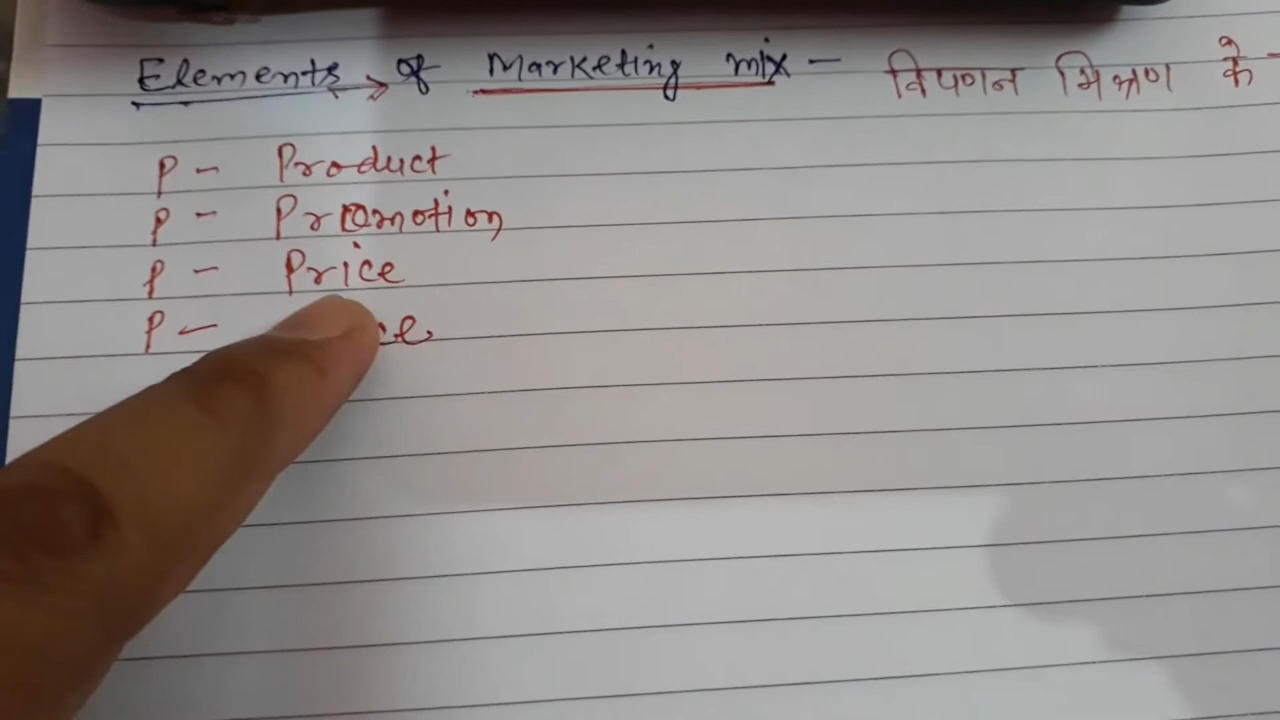 Elements of Marketing mix - विपणन मिश्रण के
P - Product
P - Promotion
P - Price
P -